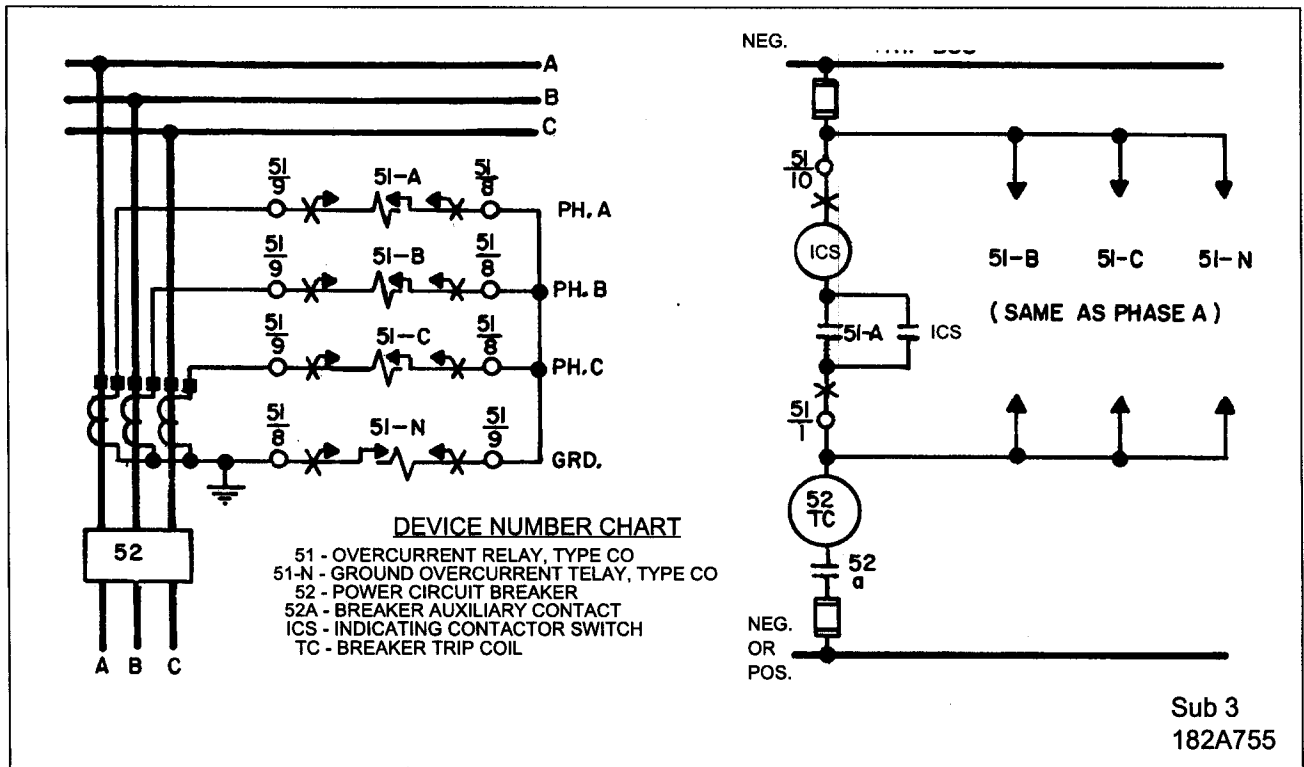 A
B
C
51
9
51-A
51
8
PH. A
51
9
51-B
51
8
PH. B
51
9
51-C
51
8
PH. C
51
8
51-N
51
9
GRD.
52
A B C
DEVICE NUMBER CHART
51 - OVERCURRENT RELAY, TYPE CO
51-N - GROUND OVERCURRENT TELAY, TYPE CO
52 - POWER CIRCUIT BREAKER
52A - BREAKER AUXILIARY CONTACT
ICS - INDICATING CONTACTOR SWITCH
TC - BREAKER TRIP COIL
NEG.
51
10
ICS
51-A
ICS
51
1
51-B 51-C 51-N
( SAME AS PHASE A )
52
TC
52
a
NEG.
OR
POS.
Sub 3
182A755